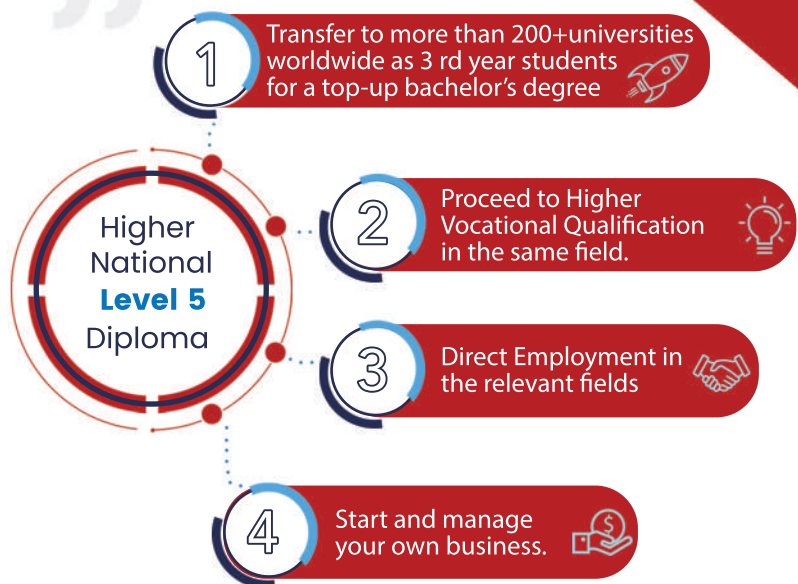 1
Transfer to more than 200+universities
worldwide as 3 rd year students
for a top-up bachelor's degree
Higher
National
Level 5
Diploma
2
Proceed to Higher
Vocational Qualification
in the same field.
3
Direct Employment in
the relevant fields
4
Start and manage
your own business.
$